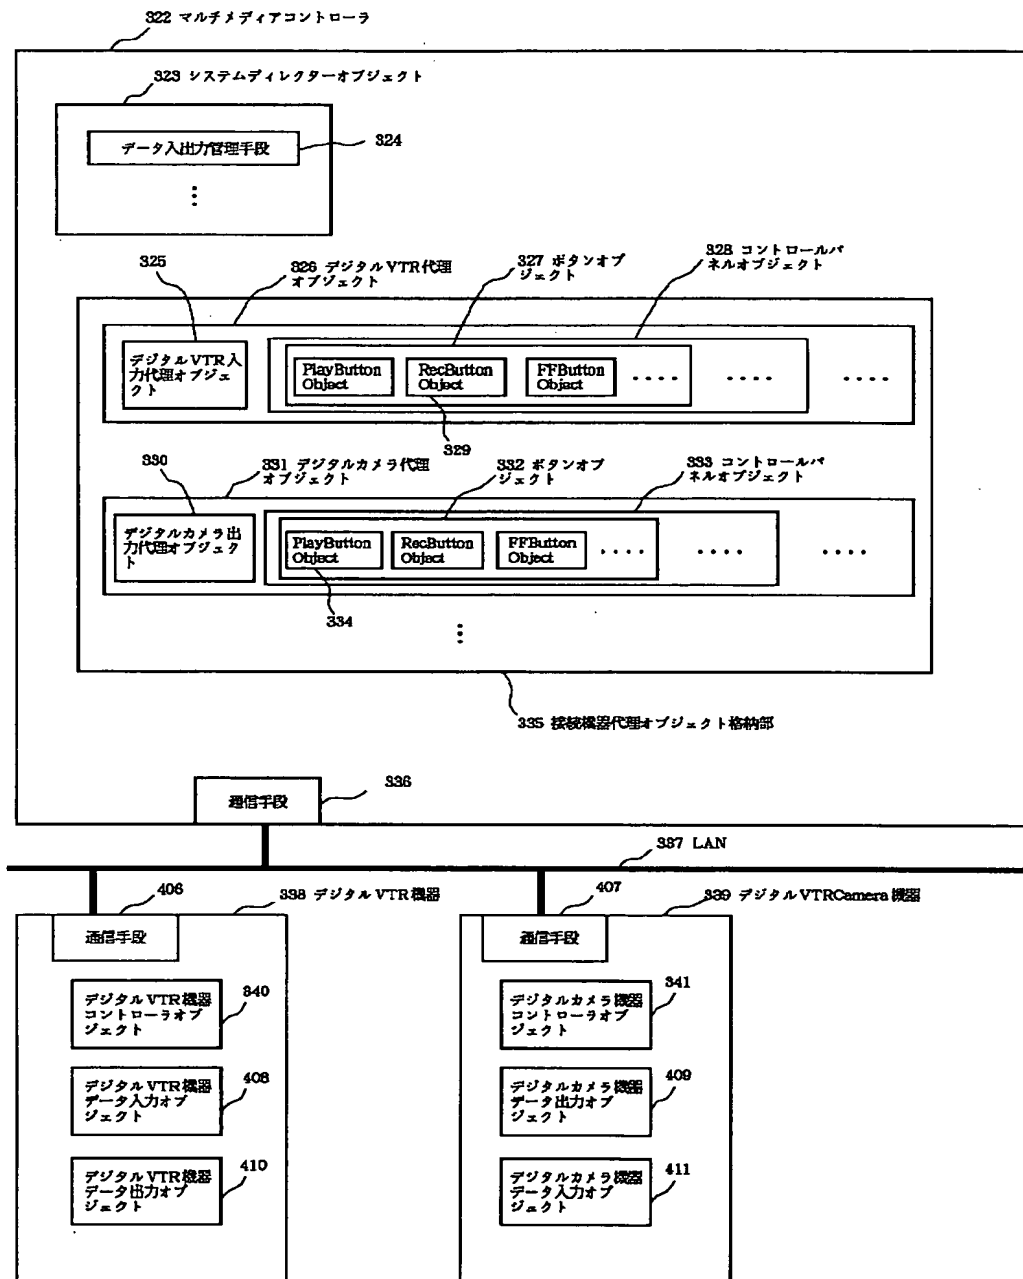 322 マルチメディアコントローラ
323 システムディレクターオブジェクト
データ入出力管理手段
324
325
326 デジタルVTR代理
オブジェクト
327 ボタンオブ
ジェクト
328 コントロールパ
ネルオブジェクト
デジタルVTR入
力代理オブジェ
クト
PlayButton
Object
RecButton
Object
FFButton
Object
329
330
331 デジタルカメラ代理
オブジェクト
332 ボタンオブ
ジェクト
333 コントロールパ
ネルオブジェクト
デジタルカメラ出
力代理オブジェク
ト
PlayButton
Object
RecButton
Object
FFButton
Object
334
335 接続機器代理オブジェクト格納部
通信手段
336
337 LAN
406
338 デジタルVTR機器
407
339 デジタルVTRCamera機器
通信手段
通信手段
デジタルVTR機器
コントローラオブ
ジェクト
340
デジタルカメラ機器
コントローラオブ
ジェクト
341
デジタルVTR機器
データ入力オブ
ジェクト
408
デジタルカメラ機器
データ出力オブ
ジェクト
409
デジタルVTR機器
データ出力オブ
ジェクト
410
デジタルカメラ機器
データ入力オブ
ジェクト
411